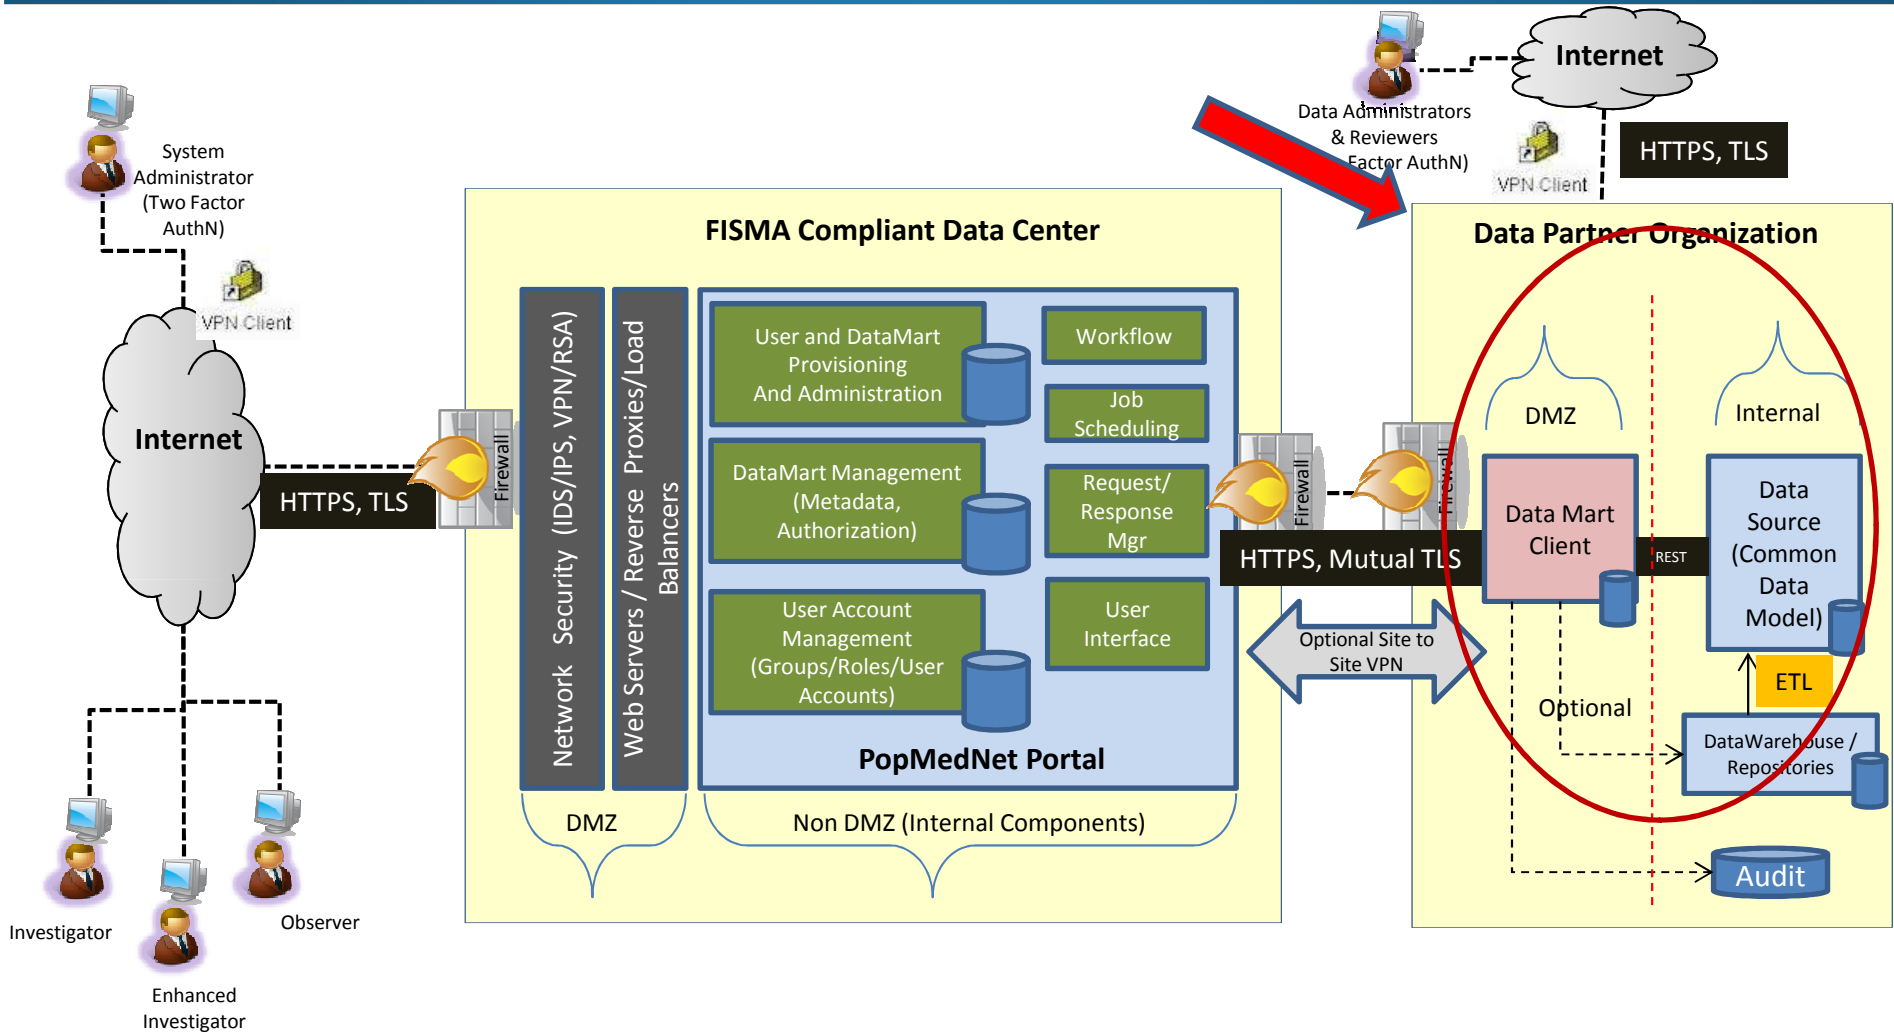 Internet
Data Administrators
& Reviewers
Factor AuthN)
VPN Client
HTTPS, TLS
System
Administrator
(Two Factor
AuthN)
VPN Client
Internet
HTTPS, TLS
Firewall
Investigator
Enhanced
Investigator
Observer
FISMA Compliant Data Center
Network Security (IDS/IPS, VPN/RSA)
Web Servers / Reverse Proxies/Load
Balancers
User and DataMart
Provisioning
And Administration
DataMart Management
(Metadata,
Authorization)
User Account
Management
(Groups/Roles/User
Accounts)
Workflow
Job
Scheduling
Request/
Response
Mgr
User
Interface
PopMedNet Portal
DMZ
Non DMZ (Internal Components)
Firewall
Firewall
HTTPS, Mutual TLS
Optional Site to
Site VPN
Data Partner Organization
DMZ
Internal
Data Mart
Client
REST
Data
Source
(Common
Data
Model)
ETL
Optional
DataWarehouse /
Repositories
Audit